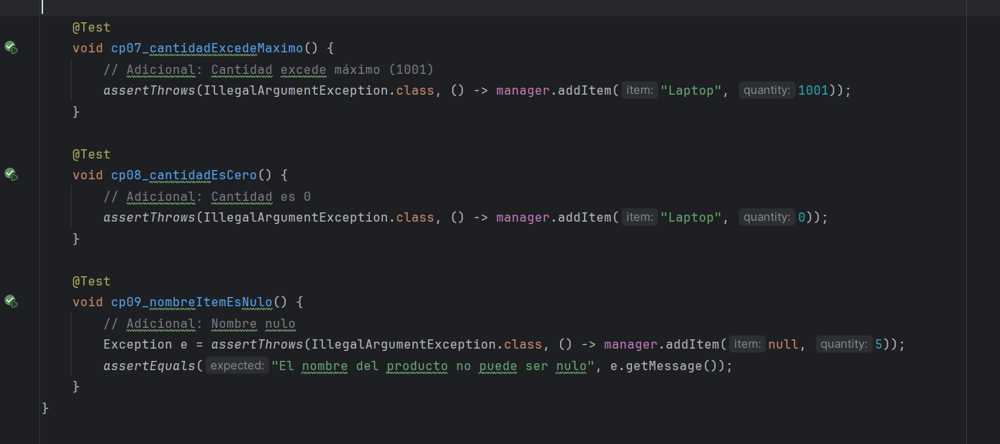 @Test
void cp07_cantidadExcedeMaximo() {
// Adicional: Cantidad excede máximo (1001)
assertThrows(IllegalArgumentException.class, () -> manager.addItem( item: "Laptop", quantity: 1001));
}
@Test
void cp08_cantidadEsCero() {
// Adicional: Cantidad es 0
assertThrows(IllegalArgumentException.class, () -> manager.addItem( item: "Laptop", quantity: 0));
}
@Test
void cp09_nombreItemEsNulo() {
// Adicional: Nombre nulo
Exception e = assertThrows(IllegalArgumentException.class, () -> manager.addItem( item: null, quantity: 5));
assertEquals( expected: "El nombre del producto no puede ser nulo", e.getMessage());
}
}